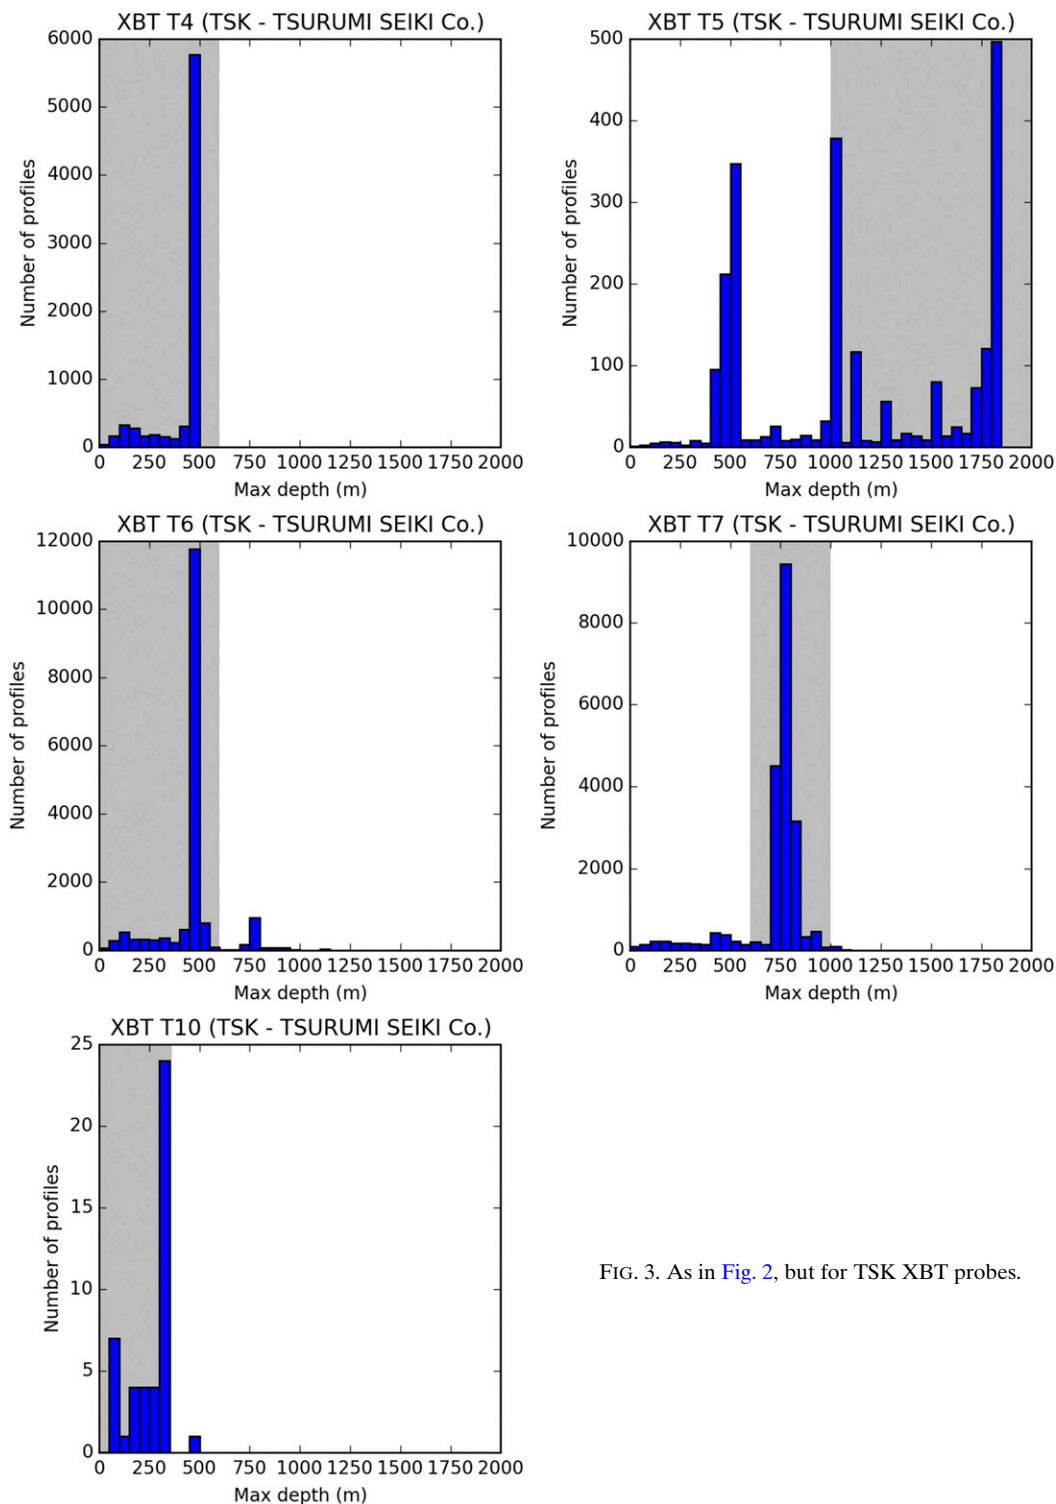 XBT T4 (TSK - TSURUMI SEIKI Co.)
6000
5000
4000
3000
2000
1000
0
Number of profiles
0 250 500 750 1000 1250 1500 1750 2000
Max depth (m)
XBT T5 (TSK - TSURUMI SEIKI Co.)
500
400
300
200
100
0
Number of profiles
0 250 500 750 1000 1250 1500 1750 2000
Max depth (m)
XBT T6 (TSK - TSURUMI SEIKI Co.)
12000
10000
8000
6000
4000
2000
0
Number of profiles
0 250 500 750 1000 1250 1500 1750 2000
Max depth (m)
XBT T7 (TSK - TSURUMI SEIKI Co.)
10000
8000
6000
4000
2000
0
Number of profiles
0 250 500 750 1000 1250 1500 1750 2000
Max depth (m)
XBT T10 (TSK - TSURUMI SEIKI Co.)
25
20
15
10
5
0
Number of profiles
0 250 500 750 1000 1250 1500 1750 2000
Max depth (m)
FIG. 3. As in Fig. 2, but for TSK XBT probes.